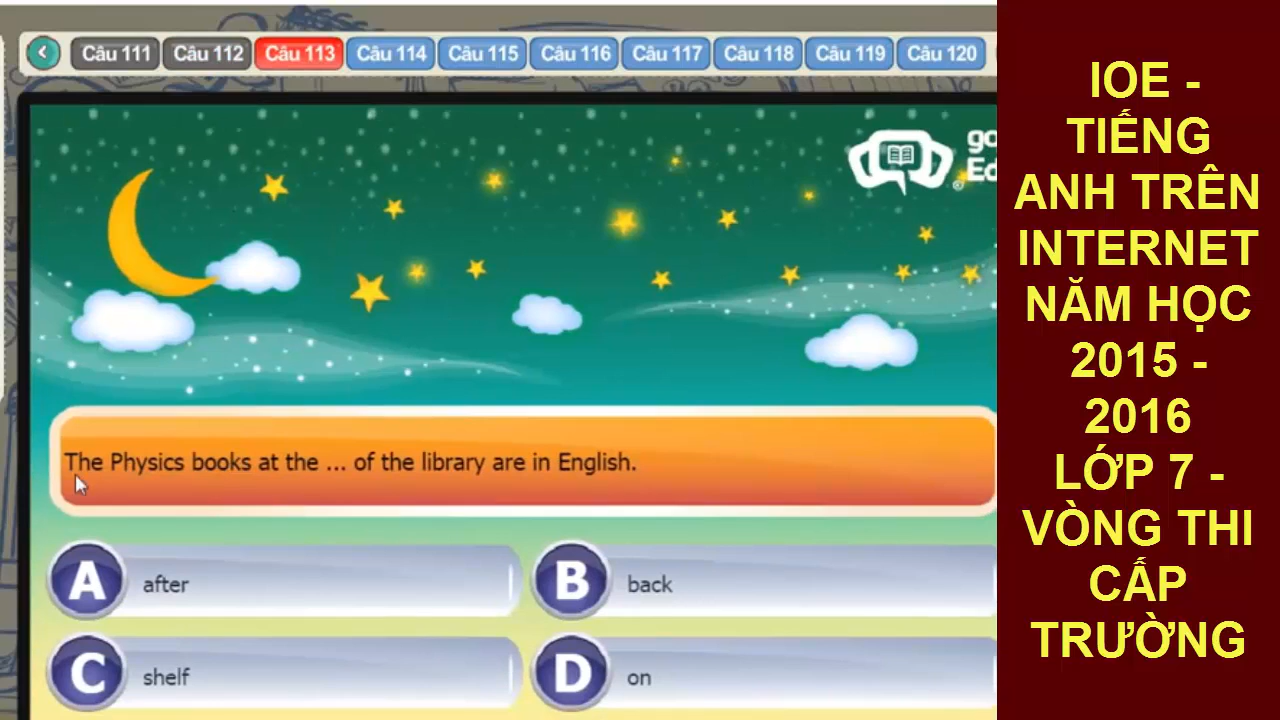 Câu 111 Câu 112 Câu 113 Câu 114 Câu 115 Câu 116 Câu 117 Câu 118 Câu 119 Câu 120
The Physics books at the ... of the library are in English.
A after
B back
C shelf
D on
IOE -
TIẾNG
ANH TRÊN
INTERNET
NĂM HỌC
2015 -
2016
LỚP 7 -
VÒNG THI
CẤP
TRƯỜNG